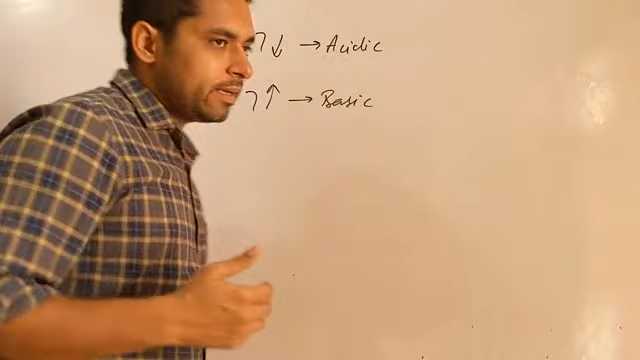 7 ↓ → Acidic
7 ↑ → Basic